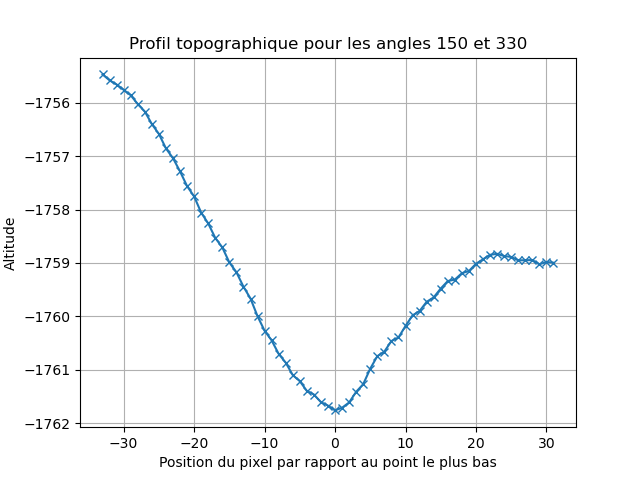 Profil topographique pour les angles 150 et 330
Altitude
−1756
−1757
−1758
−1759
−1760
−1761
−1762
−30 −20 −10 0 10 20 30
Position du pixel par rapport au point le plus bas